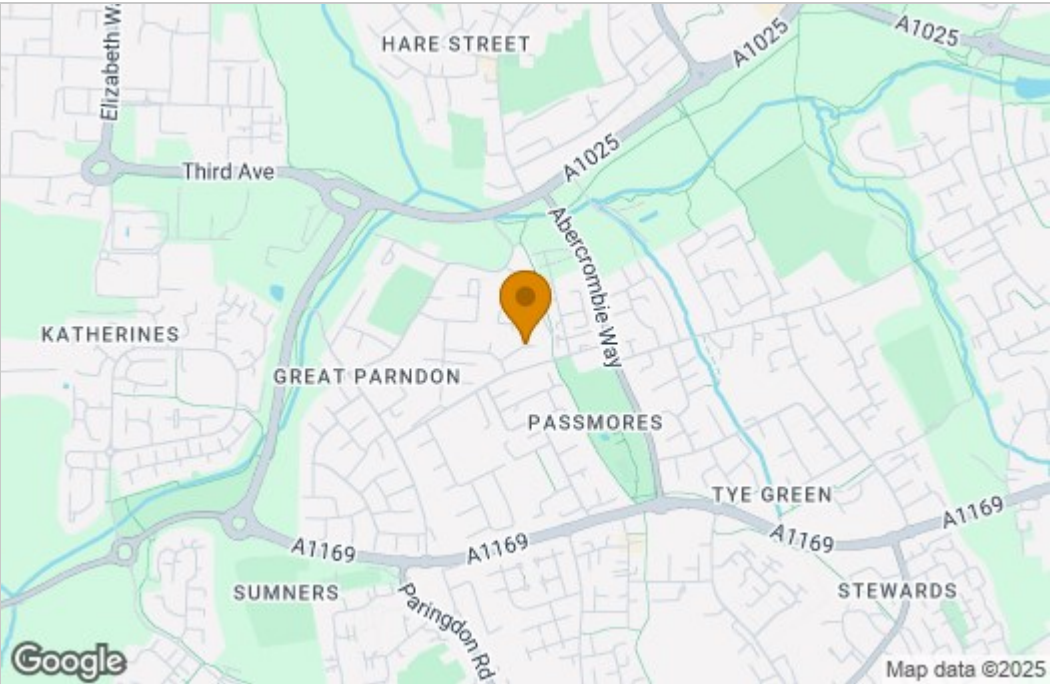 HARE STREET
A1025
A1025
Elizabeth Wa
Third Ave
A1025
Abercrombie Way
KATHERINES
GREAT PARNDON
PASSMORES
TYE GREEN
A1169
A1169
A1169
A1169
SUMNERS
Paringdon Rd
STEWARDS
Google
Map data ©2025